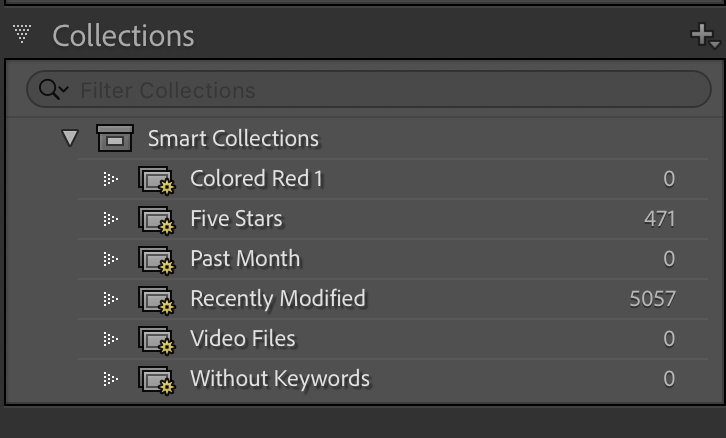 Collections
Filter Collections
Smart Collections
Colored Red 1 0
Five Stars 471
Past Month 0
Recently Modified 5057
Video Files 0
Without Keywords 0